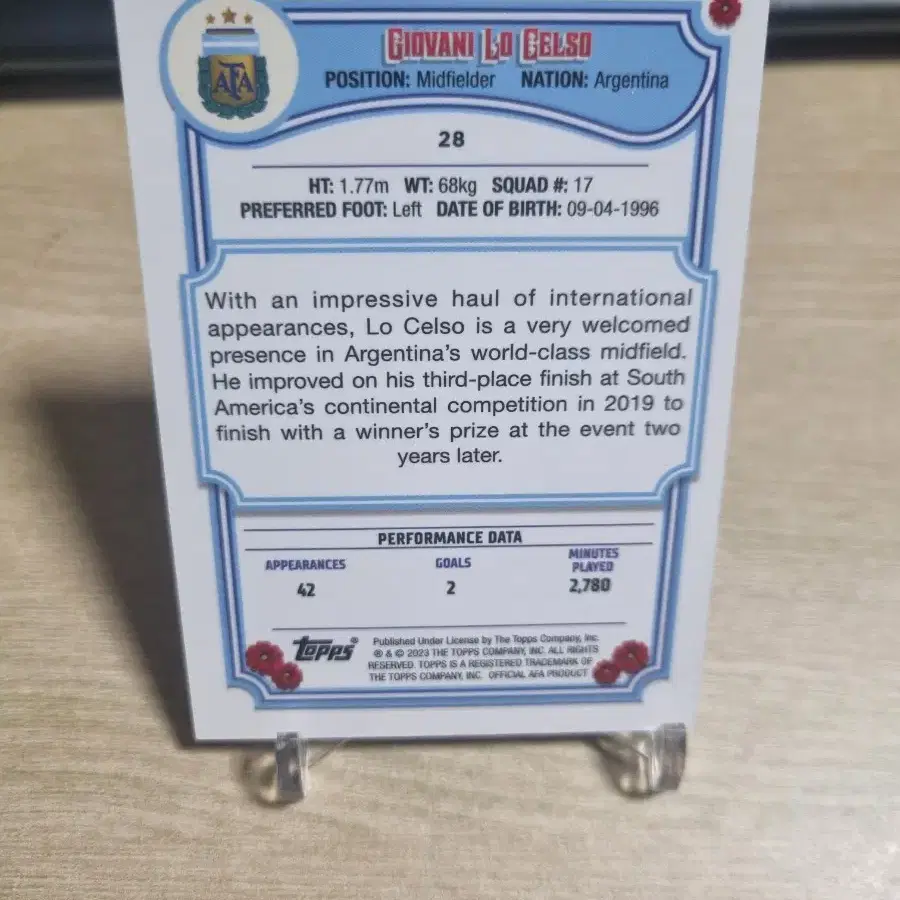 AFA
GIOVANI LO CELSO
POSITION: Midfielder NATION: Argentina
28
HT: 1.77m WT: 68kg SQUAD #: 17
PREFERRED FOOT: Left DATE OF BIRTH: 09-04-1996
With an impressive haul of international
appearances, Lo Celso is a very welcomed
presence in Argentina's world-class midfield.
He improved on his third-place finish at South
America's continental competition in 2019 to
finish with a winner's prize at the event two
years later.
PERFORMANCE DATA
APPEARANCES GOALS MINUTES PLAYED
42 2 2,780
topps®
Published Under License by The Topps Company, Inc.
® & © 2023 THE TOPPS COMPANY, INC. ALL RIGHTS
RESERVED. TOPPS IS A REGISTERED TRADEMARK OF
THE TOPPS COMPANY, INC. OFFICIAL AFA PRODUCT